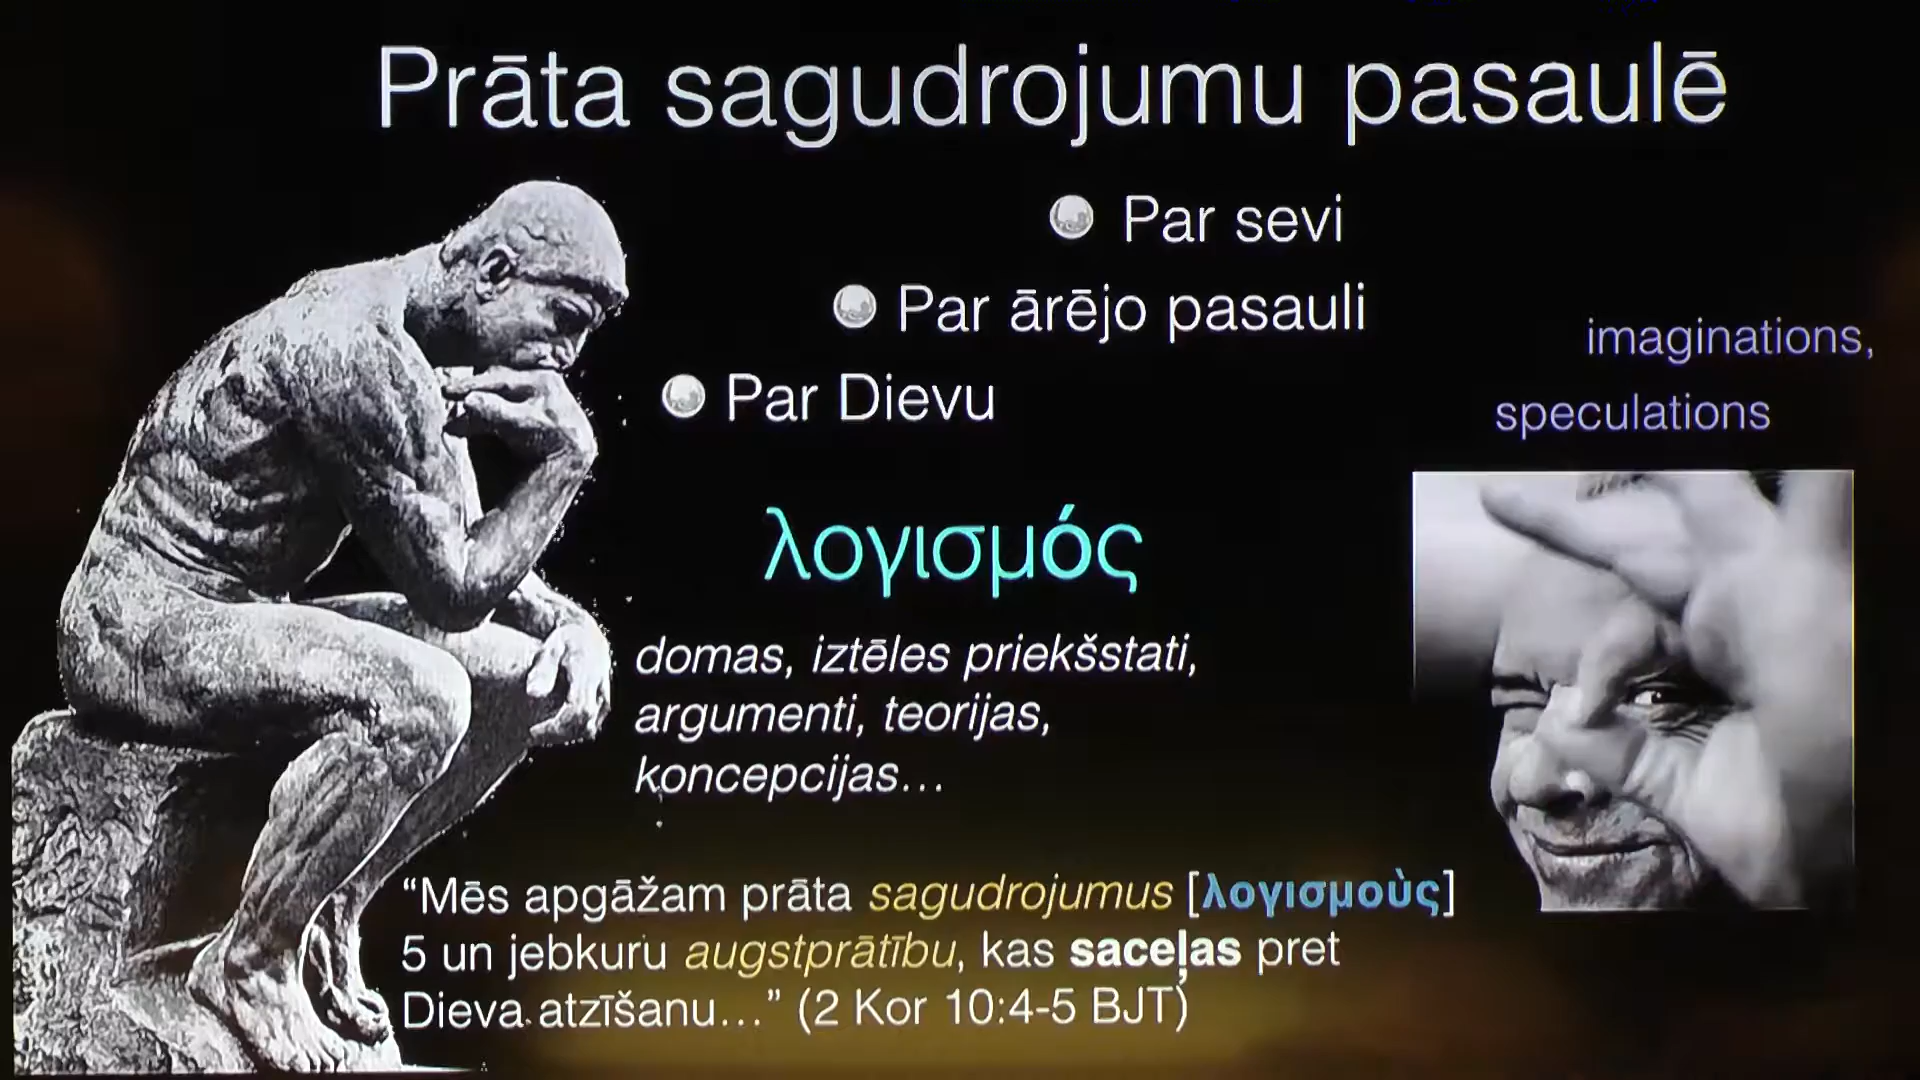 Prāta sagudrojumu pasaulē
Par sevi
Par ārējo pasauli
Par Dievu
imaginations,
speculations
λογισμός
domas, iztēles priekšstati,
argumenti, teorijas,
koncepcijas...
“Mēs apgāžam prāta sagudrojumus [λογισμοὺς]
5 un jebkuru augstprātību, kas saceļas pret
Dieva atzīšanu...” (2 Kor 10:4-5 BJT)